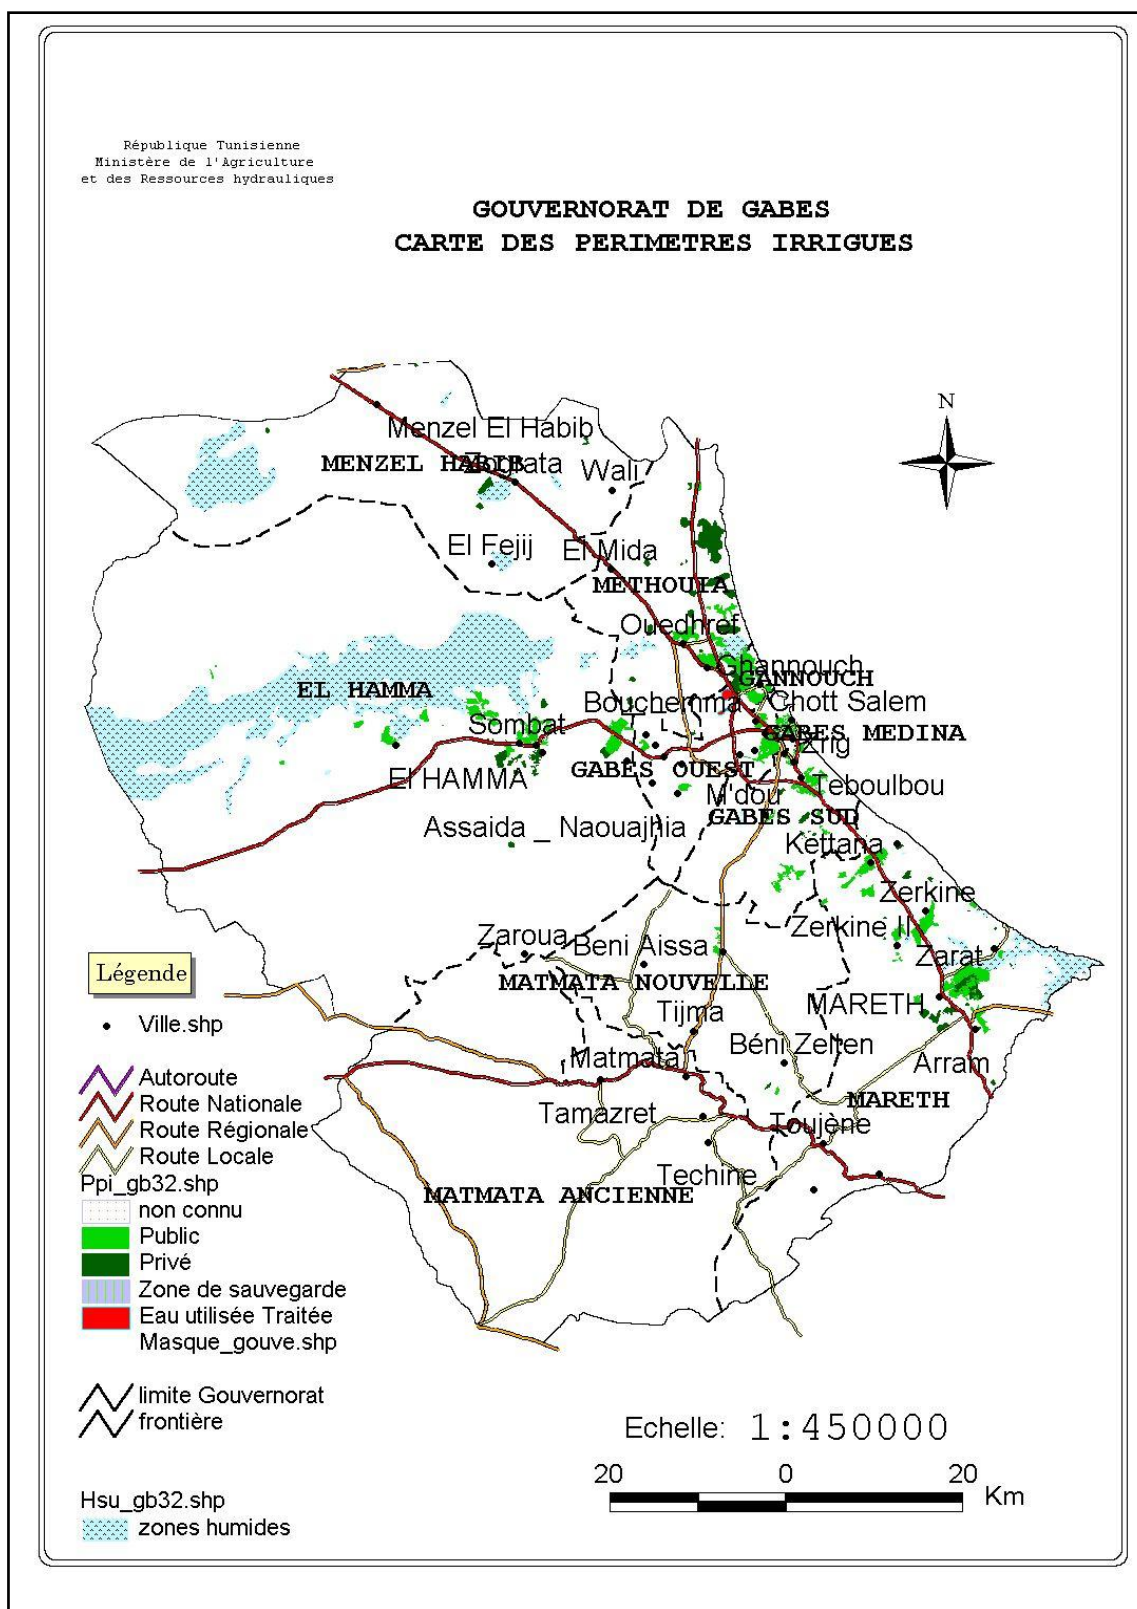 République Tunisienne
Ministère de l'Agriculture
et des Ressources hydrauliques
GOUVERNORAT DE GABES
CARTE DES PERIMETRES IRRIGUES
N
Menzel El Habib
MENZEL HABIB
Zograta
Wali
El Fejij
El Mida
METHOUIA
Ouedhref
Ghannouch
GANNOUCH
EL HAMMA
Bouchemma
Chott Salem
Sombat
GABES MEDINA
Zrig
El HAMMA
GABES OUEST
M'dou
Teboulbou
GABES SUD
Assaida _ Naouajhia
Kettana
Zerkine
Zerkine II
Zaroua
Beni Aissa
Zarat
MATMATA NOUVELLE
MARETH
Tijma
Matmata
Béni Zelten
Arram
Tamazret
MARETH
Toujène
Techine
MATMATA ANCIENNE
Légende
Ville.shp
Autoroute
Route Nationale
Route Régionale
Route Locale
Ppi_gb32.shp
non connu
Public
Privé
Zone de sauvegarde
Eau utilisée Traitée
Masque_gouve.shp
limite Gouvernorat
frontière
Hsu_gb32.shp
zones humides
Echelle: 1:450000
20 0 20
Km